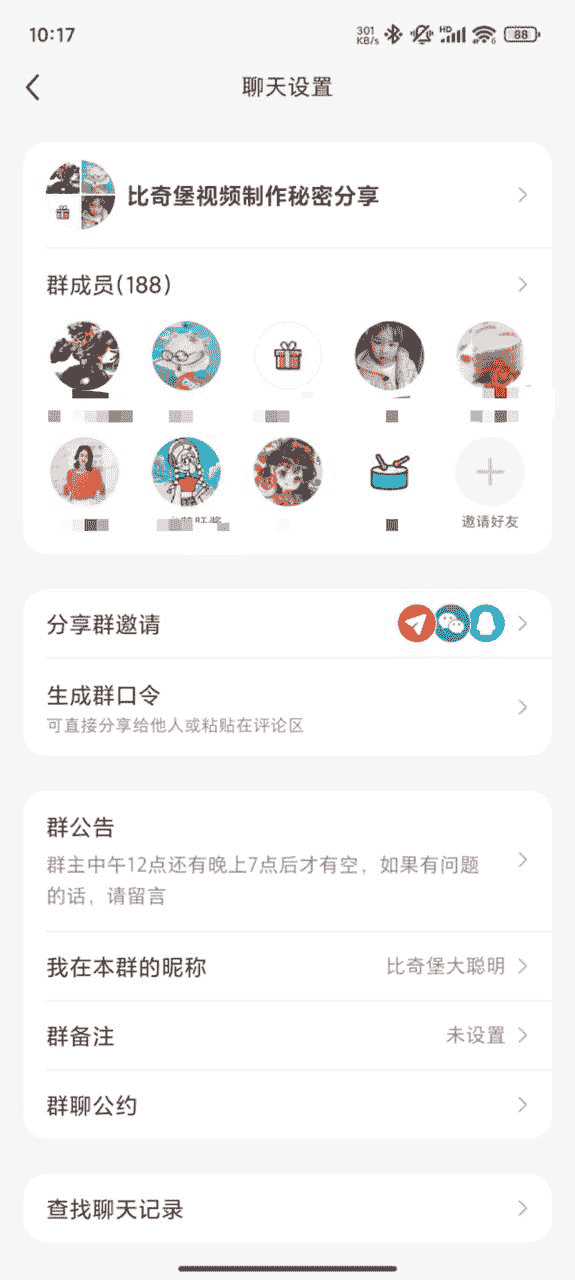 10:17
301
KB/s
HD
6
88
聊天设置
比奇堡视频制作秘密分享
群成员(188)
邀请好友
分享群邀请
生成群口令
可直接分享给他人或粘贴在评论区
群公告
群主中午12点还有晚上7点后才有空，如果有问题
的话，请留言
我在本群的昵称
比奇堡大聪明
群备注
未设置
群聊公约
查找聊天记录